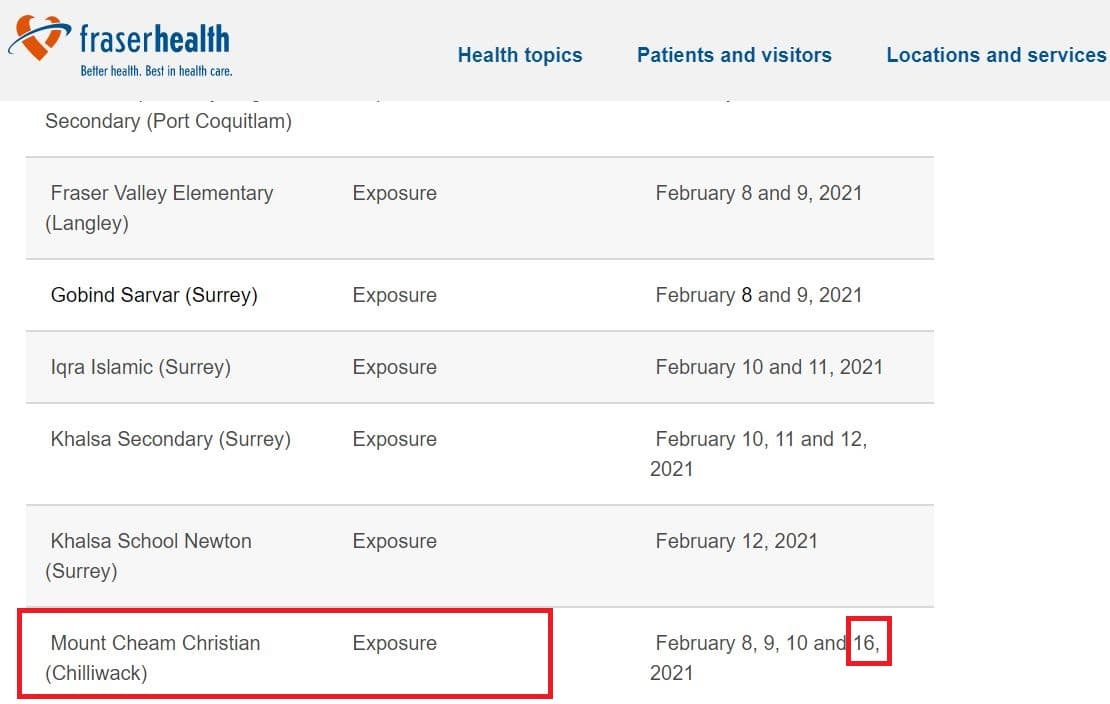 fraserhealth
Better health. Best in health care.
Health topics Patients and visitors Locations and services
Secondary (Port Coquitlam)
Fraser Valley Elementary Exposure February 8 and 9, 2021
(Langley)
Gobind Sarvar (Surrey) Exposure February 8 and 9, 2021
Iqra Islamic (Surrey) Exposure February 10 and 11, 2021
Khalsa Secondary (Surrey) Exposure February 10, 11 and 12,
2021
Khalsa School Newton Exposure February 12, 2021
(Surrey)
Mount Cheam Christian Exposure February 8, 9, 10 and 16,
(Chilliwack) 2021